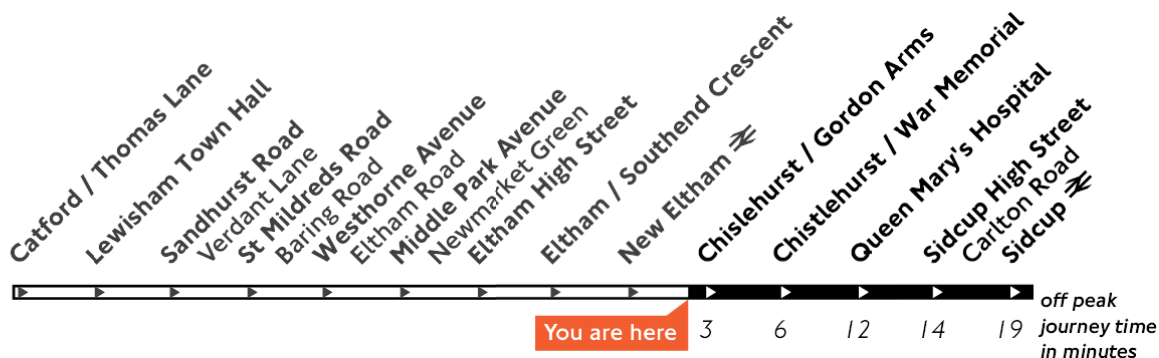 Catford / Thomas Lane
Lewisham Town Hall
Sandhurst Road
Verdant Lane
St Mildreds Road
Baring Road
Westhorne Avenue
Eltham Road
Middle Park Avenue
Newmarket Green
Eltham High Street
Eltham / Southend Crescent
New Eltham
Chislehurst / Gordon Arms
Chistlehurst / War Memorial
Queen Mary's Hospital
Sidcup High Street
Carlton Road
Sidcup
You are here
3 6 12 14 19
off peak
journey time
in minutes